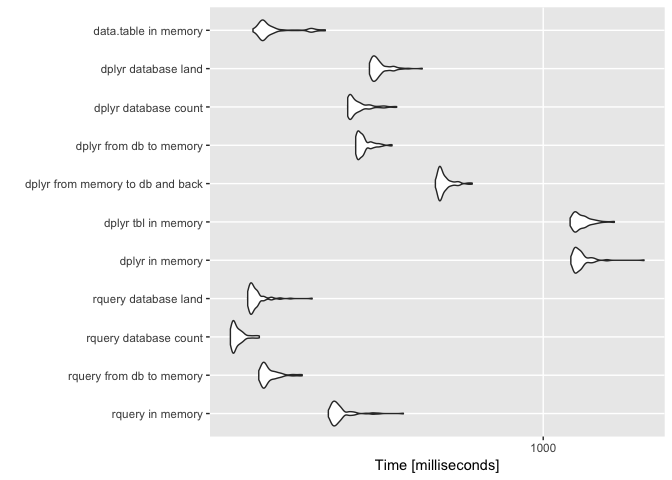 data.table in memory
dplyr database land
dplyr database count
dplyr from db to memory
dplyr from memory to db and back
dplyr tbl in memory
dplyr in memory
rquery database land
rquery database count
rquery from db to memory
rquery in memory
1000
Time [milliseconds]